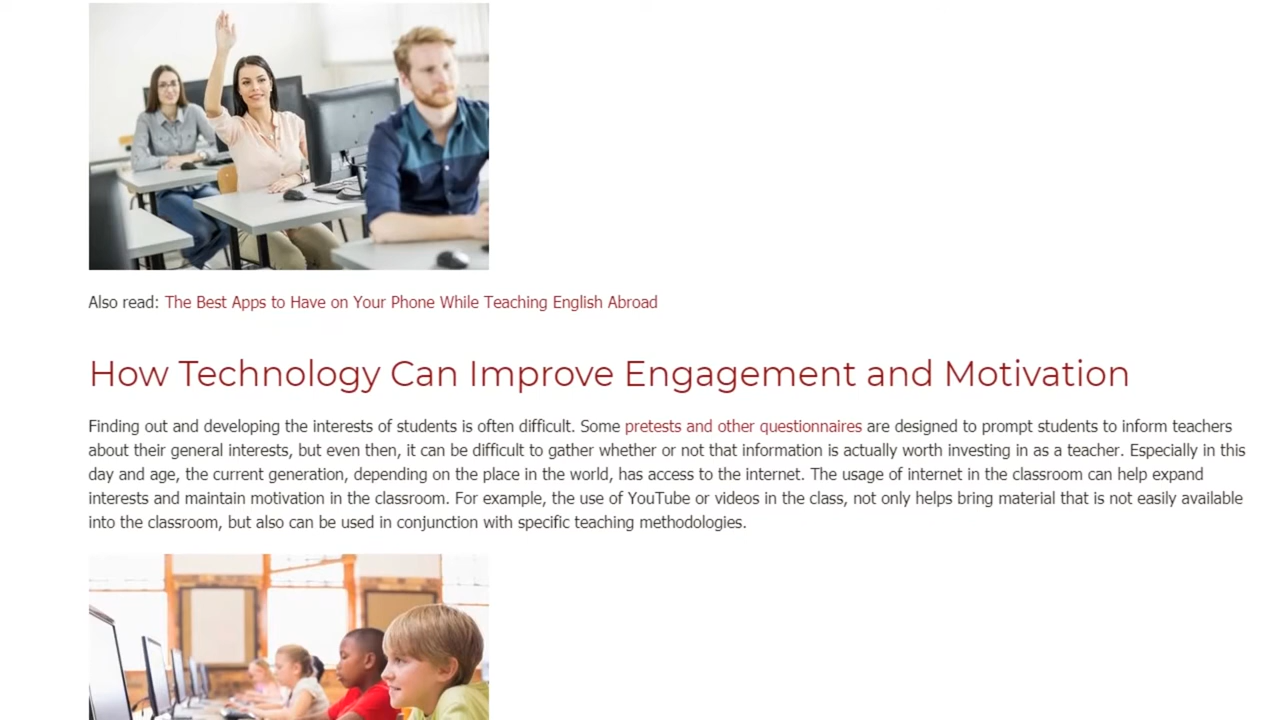 Also read: The Best Apps to Have on Your Phone While Teaching English Abroad
How Technology Can Improve Engagement and Motivation
Finding out and developing the interests of students is often difficult. Some pretests and other questionnaires are designed to prompt students to inform teachers
about their general interests, but even then, it can be difficult to gather whether or not that information is actually worth investing in as a teacher. Especially in this
day and age, the current generation, depending on the place in the world, has access to the internet. The usage of internet in the classroom can help expand
interests and maintain motivation in the classroom. For example, the use of YouTube or videos in the class, not only helps bring material that is not easily available
into the classroom, but also can be used in conjunction with specific teaching methodologies.